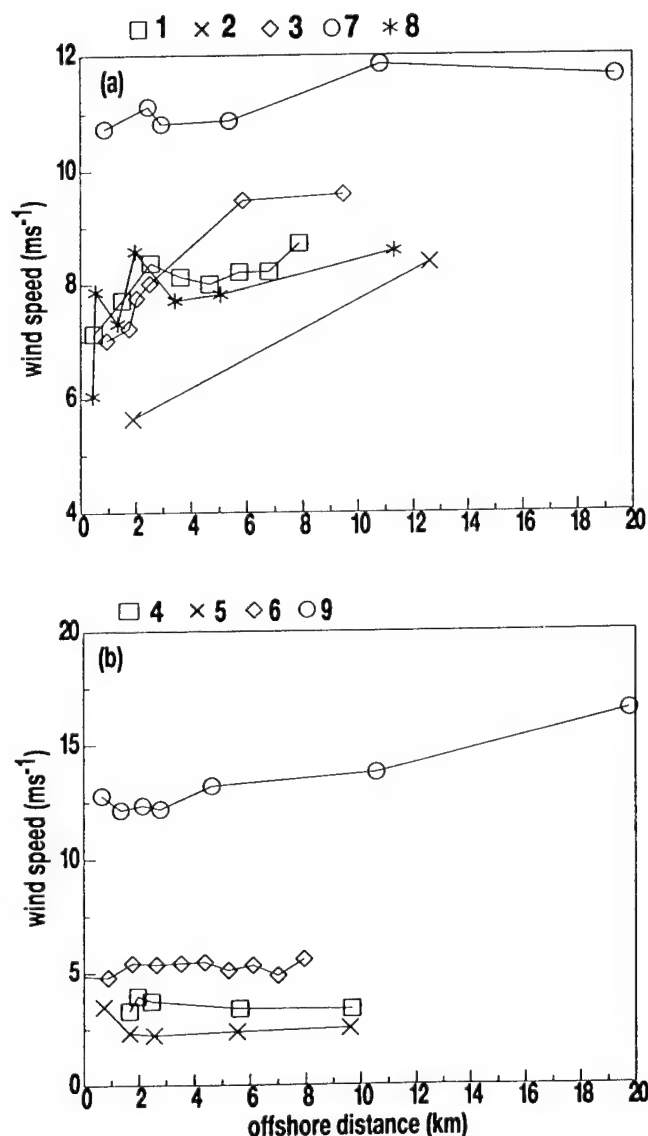 1 2 3 7 8
12
(a)
10
8
6
4
wind speed (ms⁻¹)
0 2 4 6 8 10 12 14 16 18 20
4 5 6 9
20
(b)
15
10
5
0
wind speed (ms⁻¹)
0 2 4 6 8 10 12 14 16 18 20
offshore distance (km)